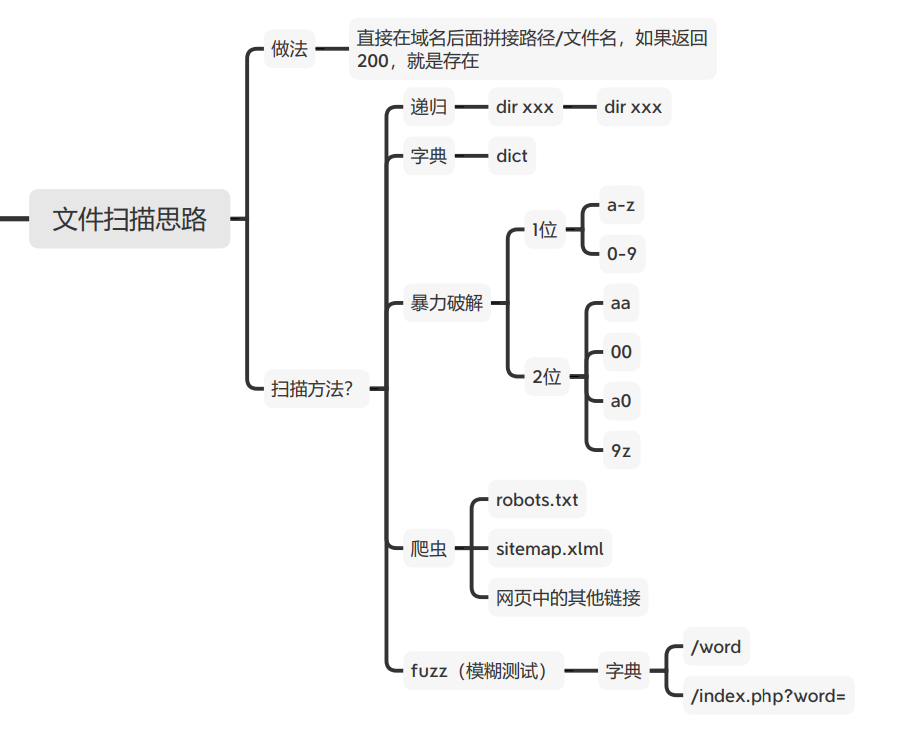 做法
直接在域名后面拼接路径/文件名，如果返回
200，就是存在
递归
dir xxx
dir xxx
字典
dict
文件扫描思路
1位
a-z
0-9
暴力破解
2位
aa
00
a0
9z
扫描方法？
爬虫
robots.txt
sitemap.xlml
网页中的其他链接
fuzz（模糊测试）
字典
/word
/index.php?word=